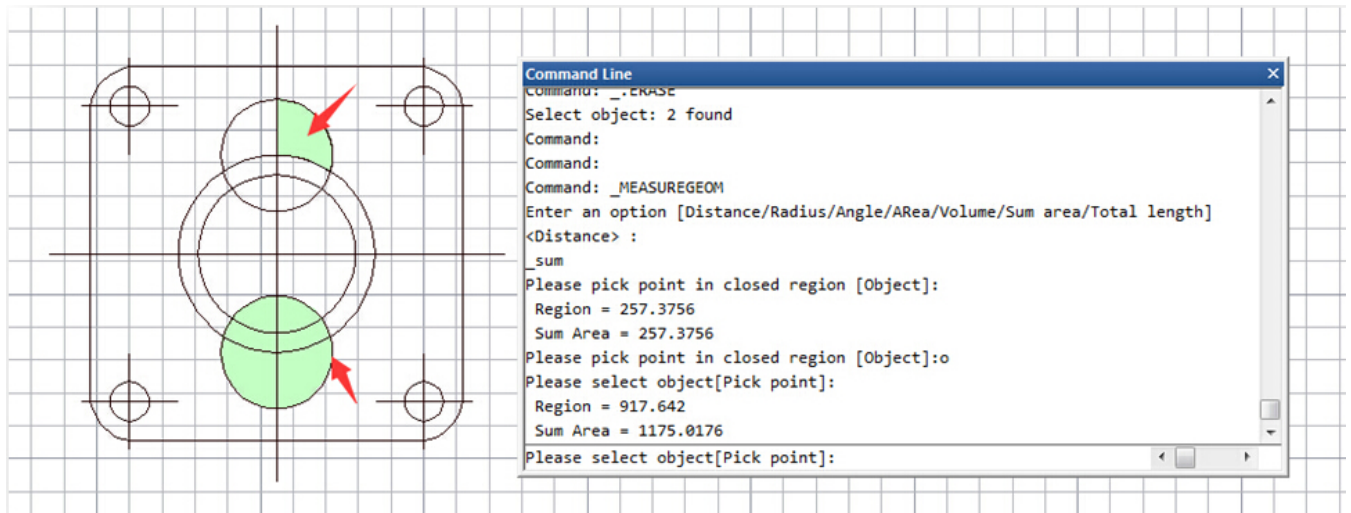 Command Line
Command: _.ERASE
Select object: 2 found
Command:
Command:
Command: _MEASUREGEOM
Enter an option [Distance/Radius/Angle/ARea/Volume/Sum area/Total length]
<Distance> :
_sum
Please pick point in closed region [Object]:
Region = 257.3756
Sum Area = 257.3756
Please pick point in closed region [Object]:o
Please select object[Pick point]:
Region = 917.642
Sum Area = 1175.0176
Please select object[Pick point]: